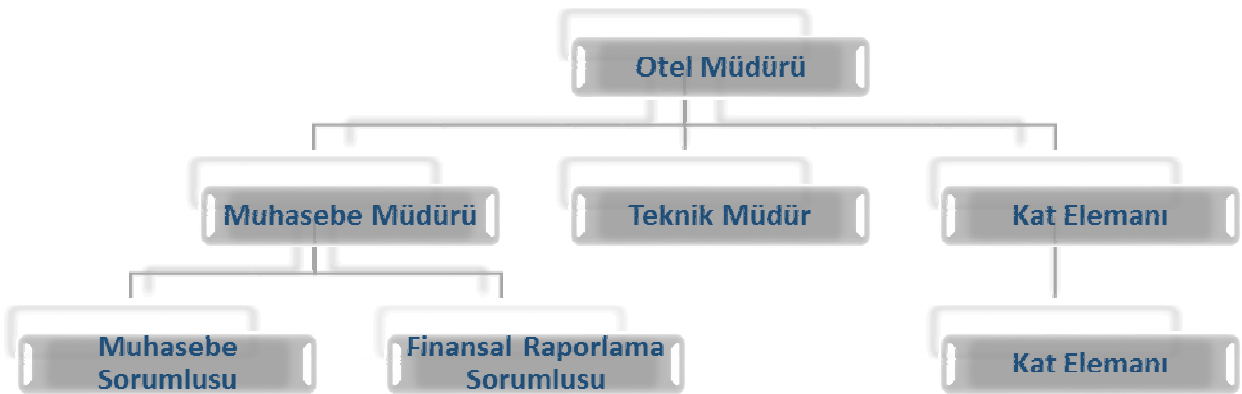 Otel Müdürü
Muhasebe Müdürü
Teknik Müdür
Kat Elemanı
Muhasebe
Sorumlusu
Finansal Raporlama
Sorumlusu
Kat Elemanı